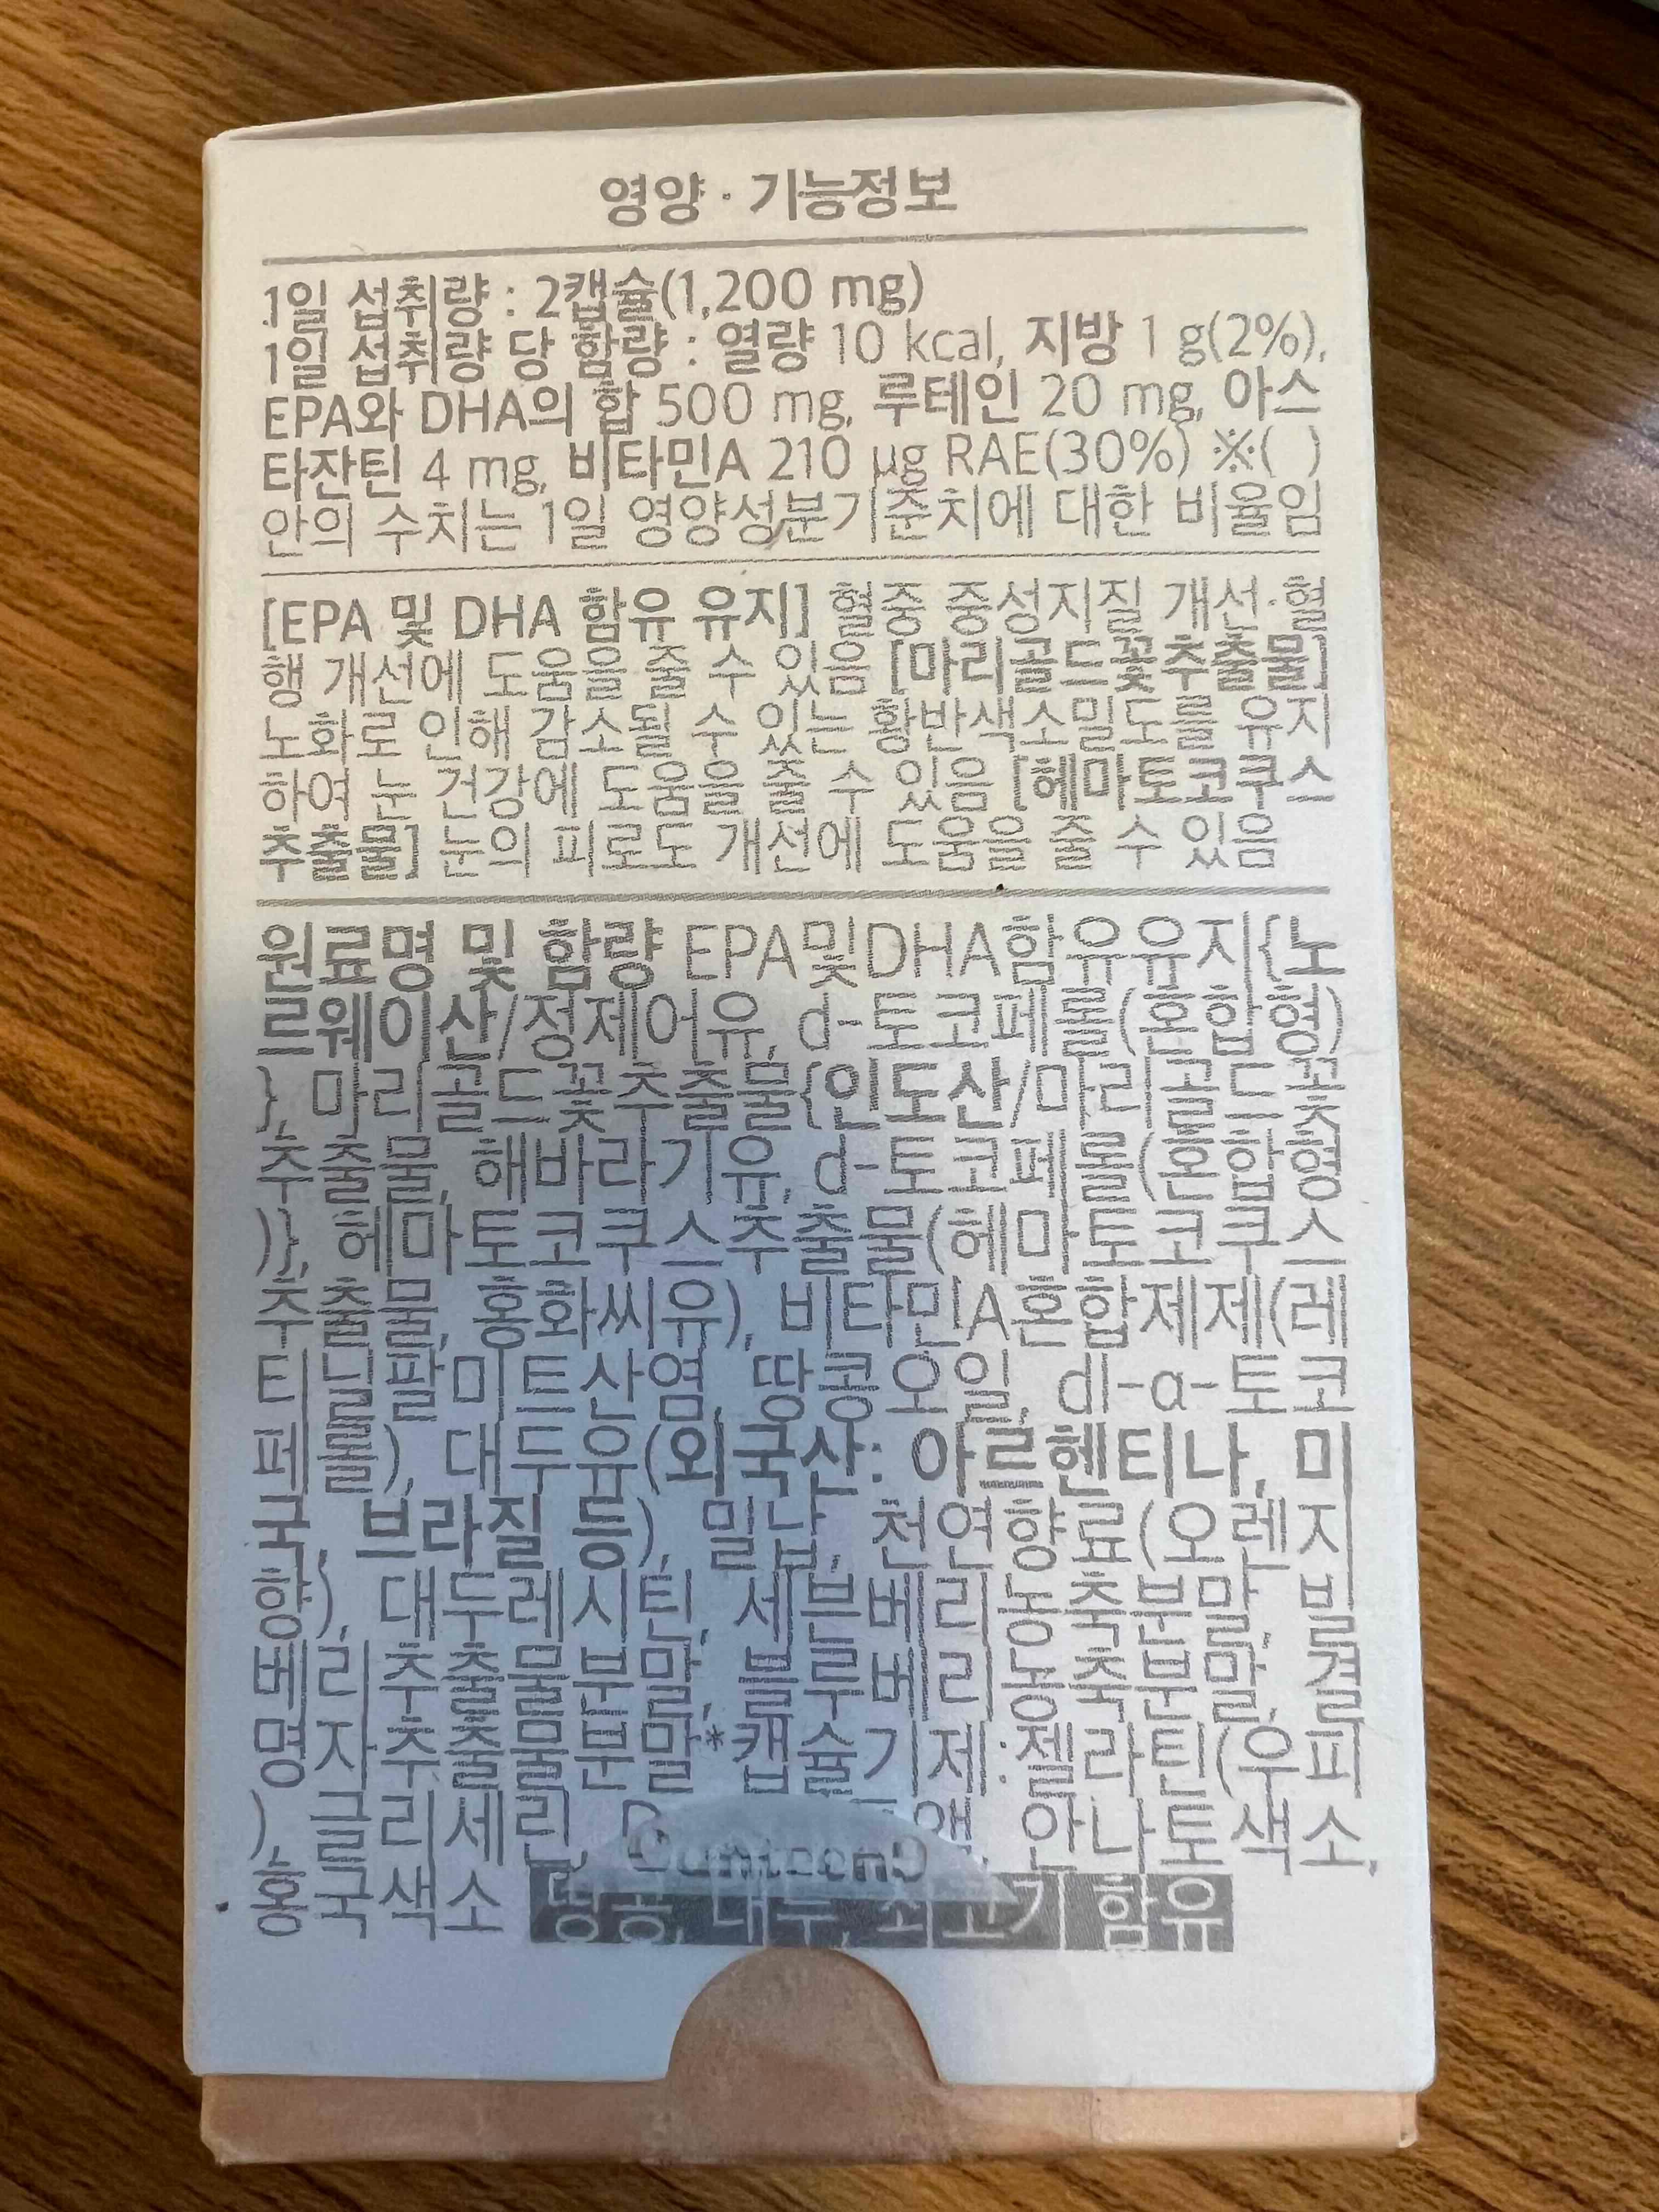 영양·기능정보
1일 섭취량 : 2캡슐(1,200 mg)
1일 섭취량 당 함량 : 열량 10 kcal, 지방 1 g(2%),
EPA와 DHA의 합 500 mg, 루테인 20 mg, 아스
타잔틴 4 mg, 비타민A 210 μg RAE(30%) ※( )
안의 수치는 1일 영양성분기준치에 대한 비율임
[EPA 및 DHA 함유 유지] 혈중 중성지질 개선·혈
행 개선에 도움을 줄 수 있음 [마리골드꽃추출물]
노화로 인해 감소될 수 있는 황반색소밀도를 유지
하여 눈 건강에 도움을 줄 수 있음 [헤마토코쿠스
추출물] 눈의 피로도 개선에 도움을 줄 수 있음
원료명 및 함량 EPA및DHA함유유지{노
르웨이산/정제어유, d-토코페롤(혼합형)
}, 마리골드꽃추출물{인도산/마리골드꽃
추출물, 해바라기유, d-토코페롤(혼합형
)}, 헤마토코쿠스추출물(헤마토코쿠스
추출물, 홍화씨유), 비타민A혼합제제(레
티닐팔미트산염, 땅콩오일, dl-α-토코
페롤), 대두유(외국산: 아르헨티나, 미
국, 브라질 등), 밀납, 천연향료(오렌지
향), 대두레시틴, 세븐베리농축분말, 빌
베리추출물분말, 블루베리농축분말, 결
명자추출물분말*캡슐기제:젤라틴(우피
),글리세린, 안나토색소,
홍국색소 땅콩, 대두, 쇠고기 함유